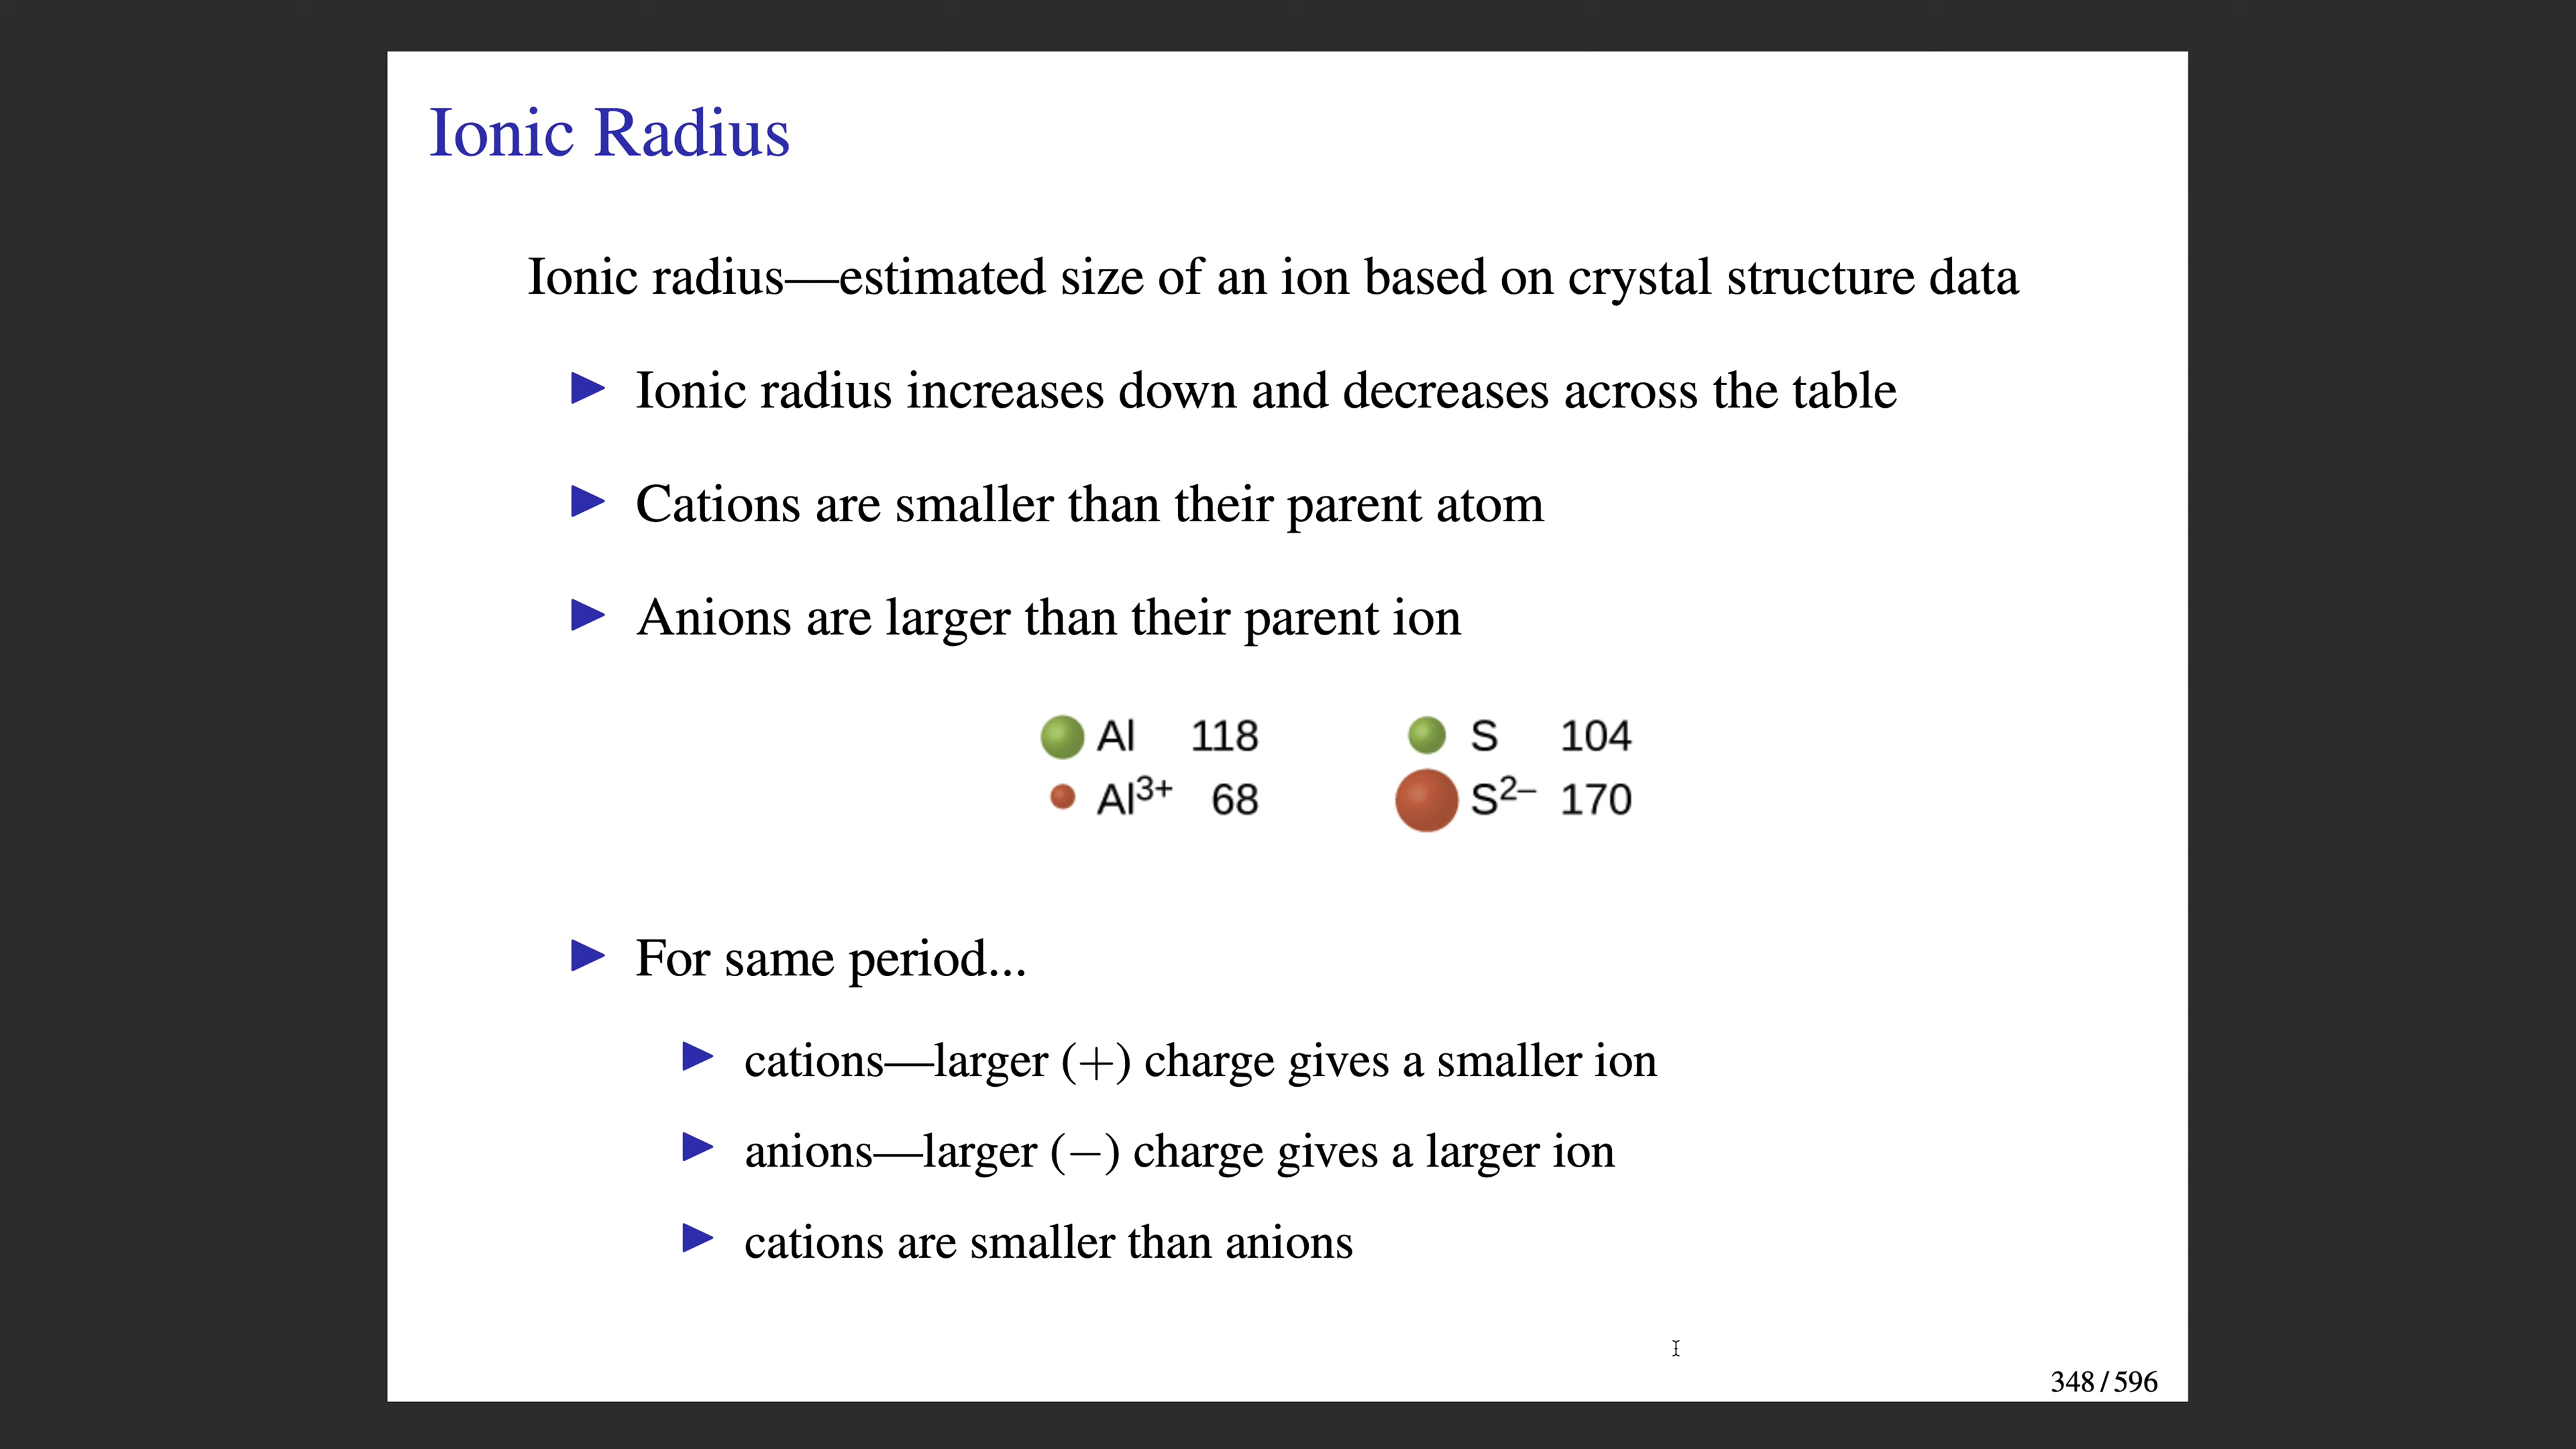 Ionic Radius
Ionic radius—estimated size of an ion based on crystal structure data
▶ Ionic radius increases down and decreases across the table
▶ Cations are smaller than their parent atom
▶ Anions are larger than their parent ion
Al 118 S 104
Al³⁺ 68 S²⁻ 170
▶ For same period...
▶ cations—larger (+) charge gives a smaller ion
▶ anions—larger (−) charge gives a larger ion
▶ cations are smaller than anions
348 / 596